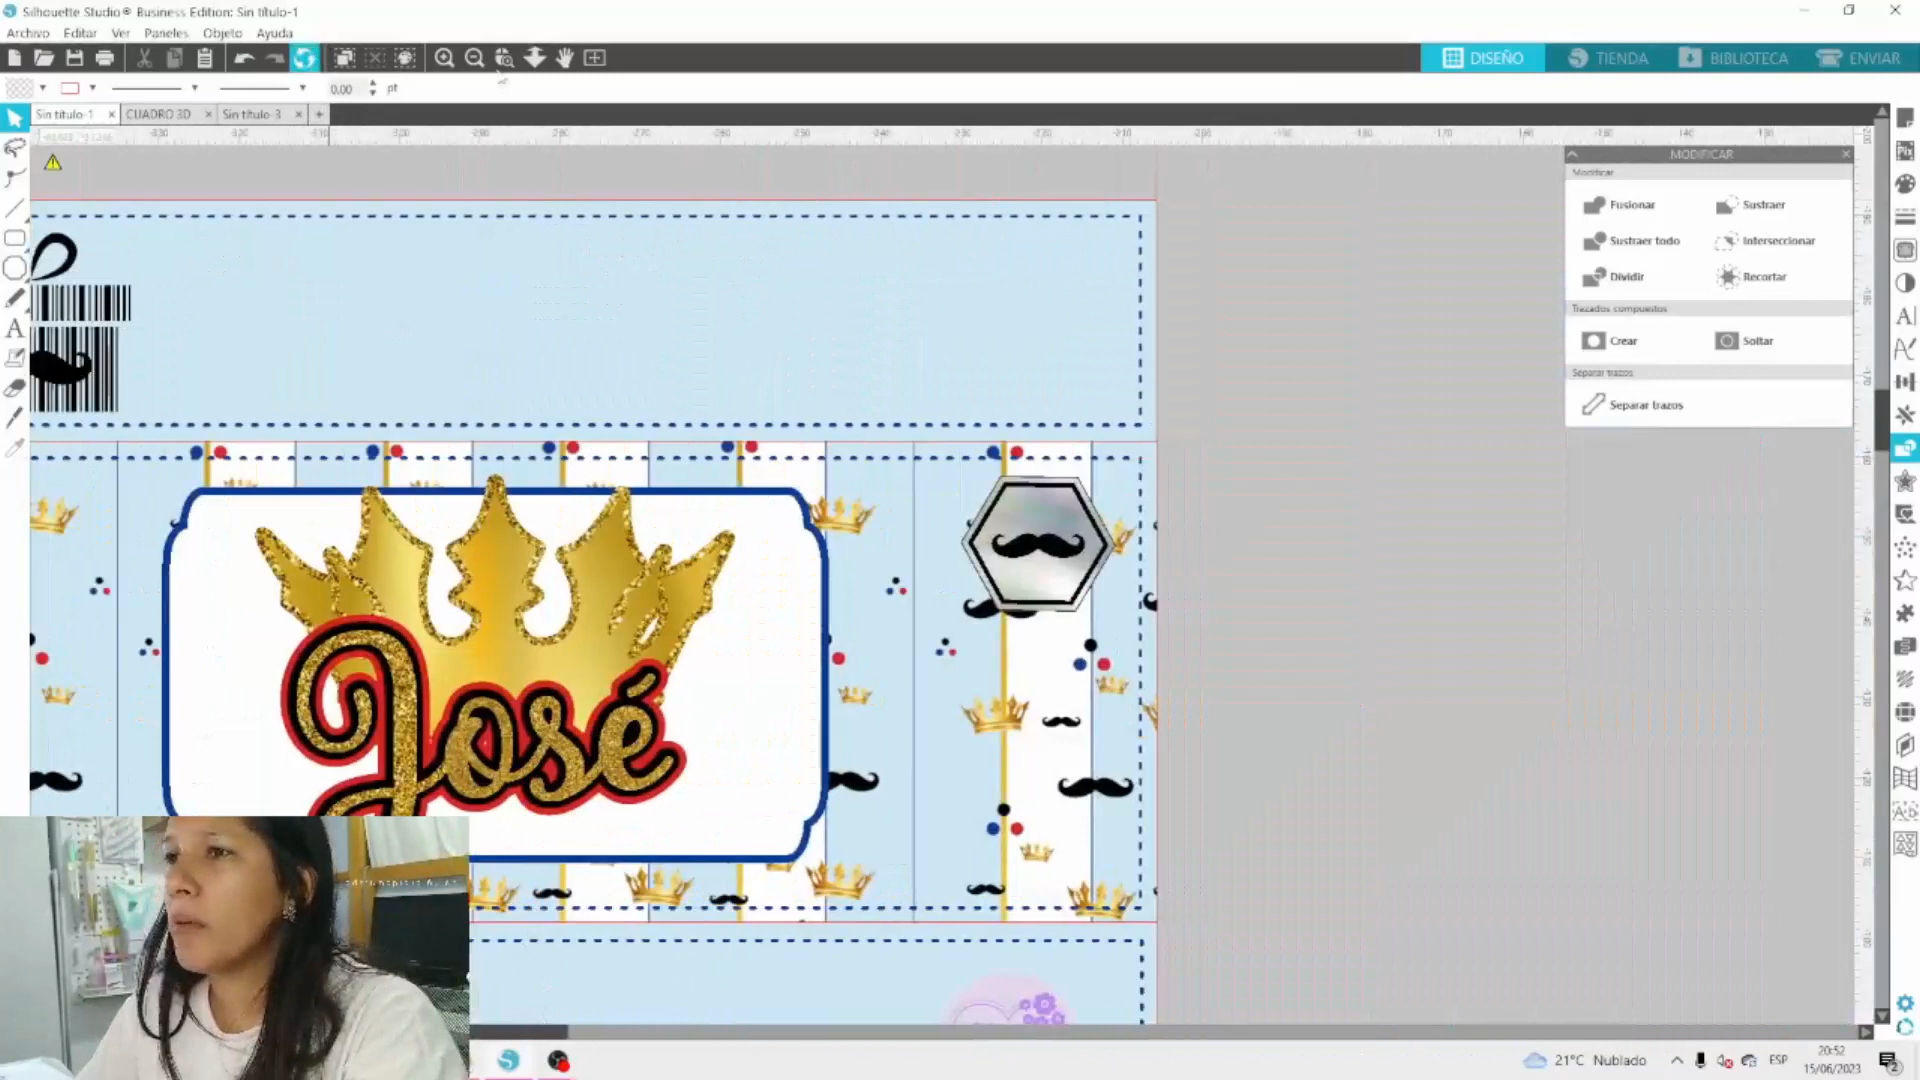 Silhouette Studio® Business Edition: Sin título-1
Archivo Editar Ver Paneles Objeto Ayuda
DISEÑO TIENDA BIBLIOTECA ENVIAR
0.00 pt
Sin título-1 CUADRO 3D Sin título-3
MODIFICAR
Modificar
Fusionar Sustraer
Sustraer todo Interseccionar
Dividir Recortar
Trazados compuestos
Crear Soltar
Separar trazos
Separar trazos
José
21°C Nublado ESP
20:52
15/06/2023
2